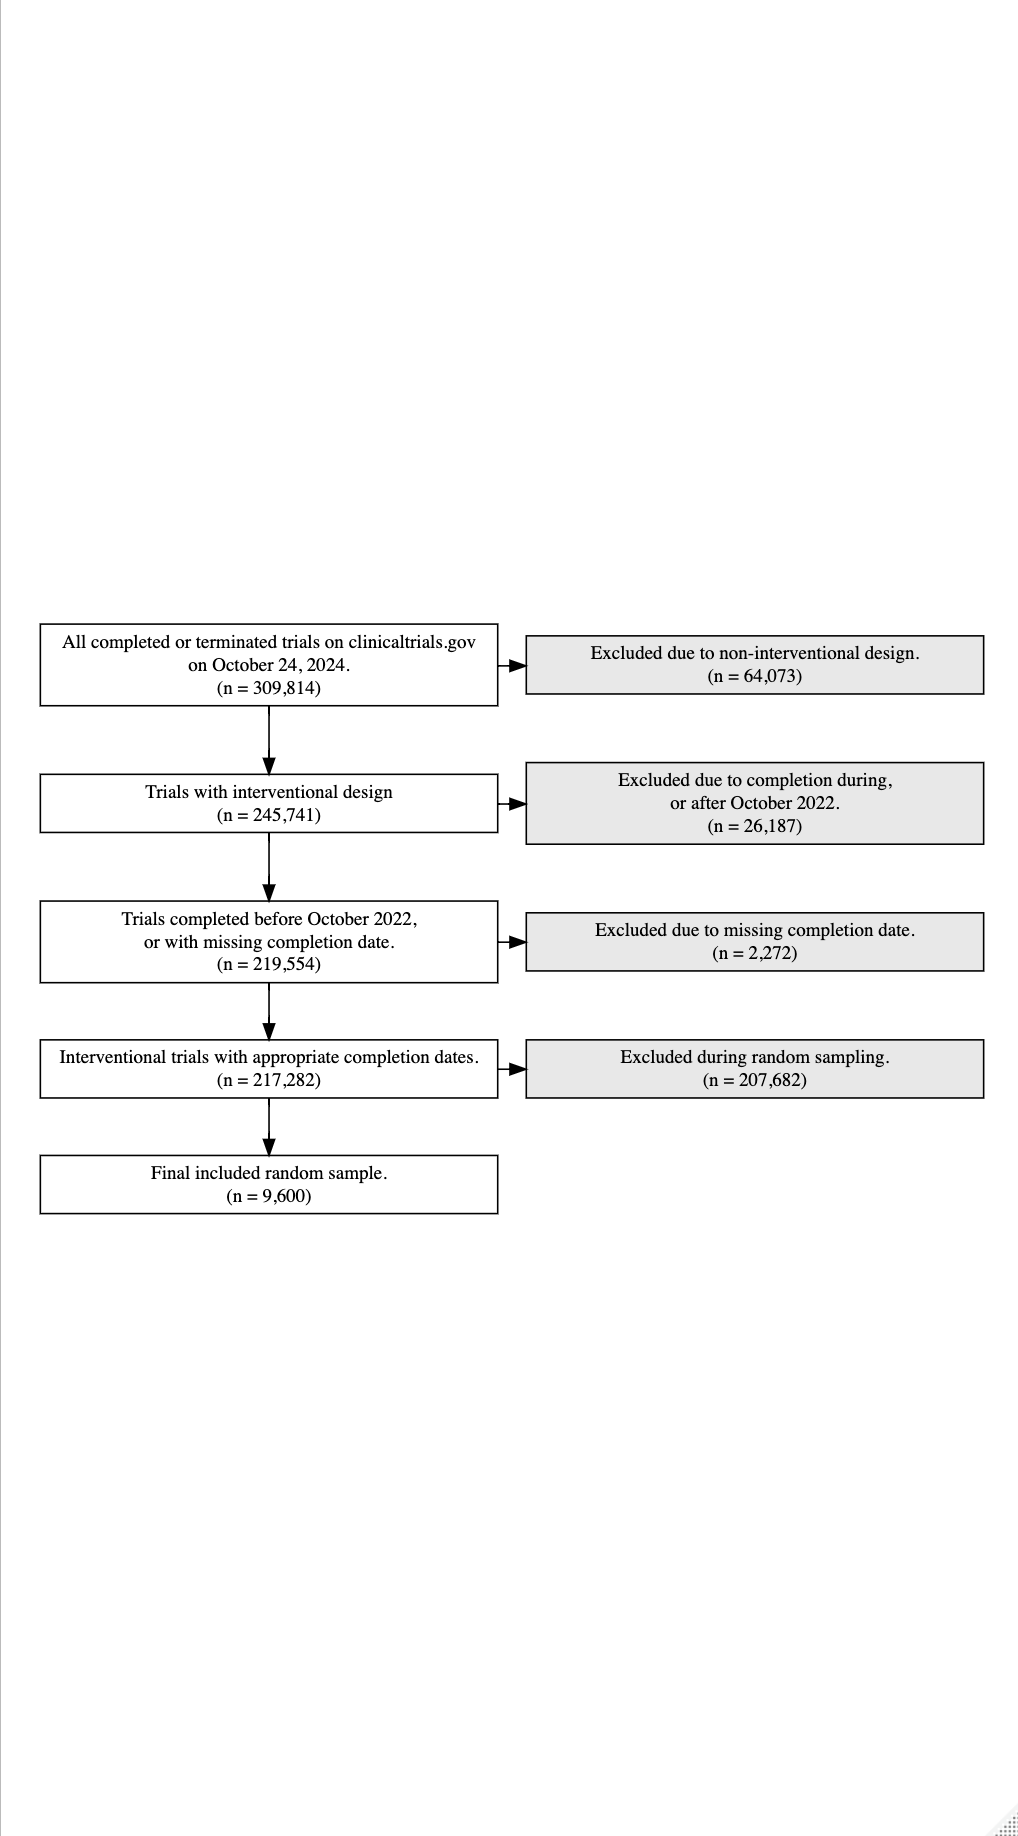 All completed or terminated trials on clinicaltrials.gov
on October 24, 2024.
(n = 309,814)
Excluded due to non-interventional design.
(n = 64,073)
Trials with interventional design
(n = 245,741)
Excluded due to completion during,
or after October 2022.
(n = 26,187)
Trials completed before October 2022,
or with missing completion date.
(n = 219,554)
Excluded due to missing completion date.
(n = 2,272)
Interventional trials with appropriate completion dates.
(n = 217,282)
Excluded during random sampling.
(n = 207,682)
Final included random sample.
(n = 9,600)